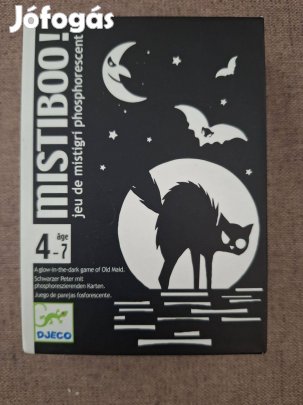 Jófogás
MISTIBOO!
jeu de mistigri phosphorescent
4-7
âge
A glow-in-the-dark game of Old Maid.
Schwarzer Peter mit
phosphoreszierenden Karten.
Juego de parejas fosforescente.
DJECO